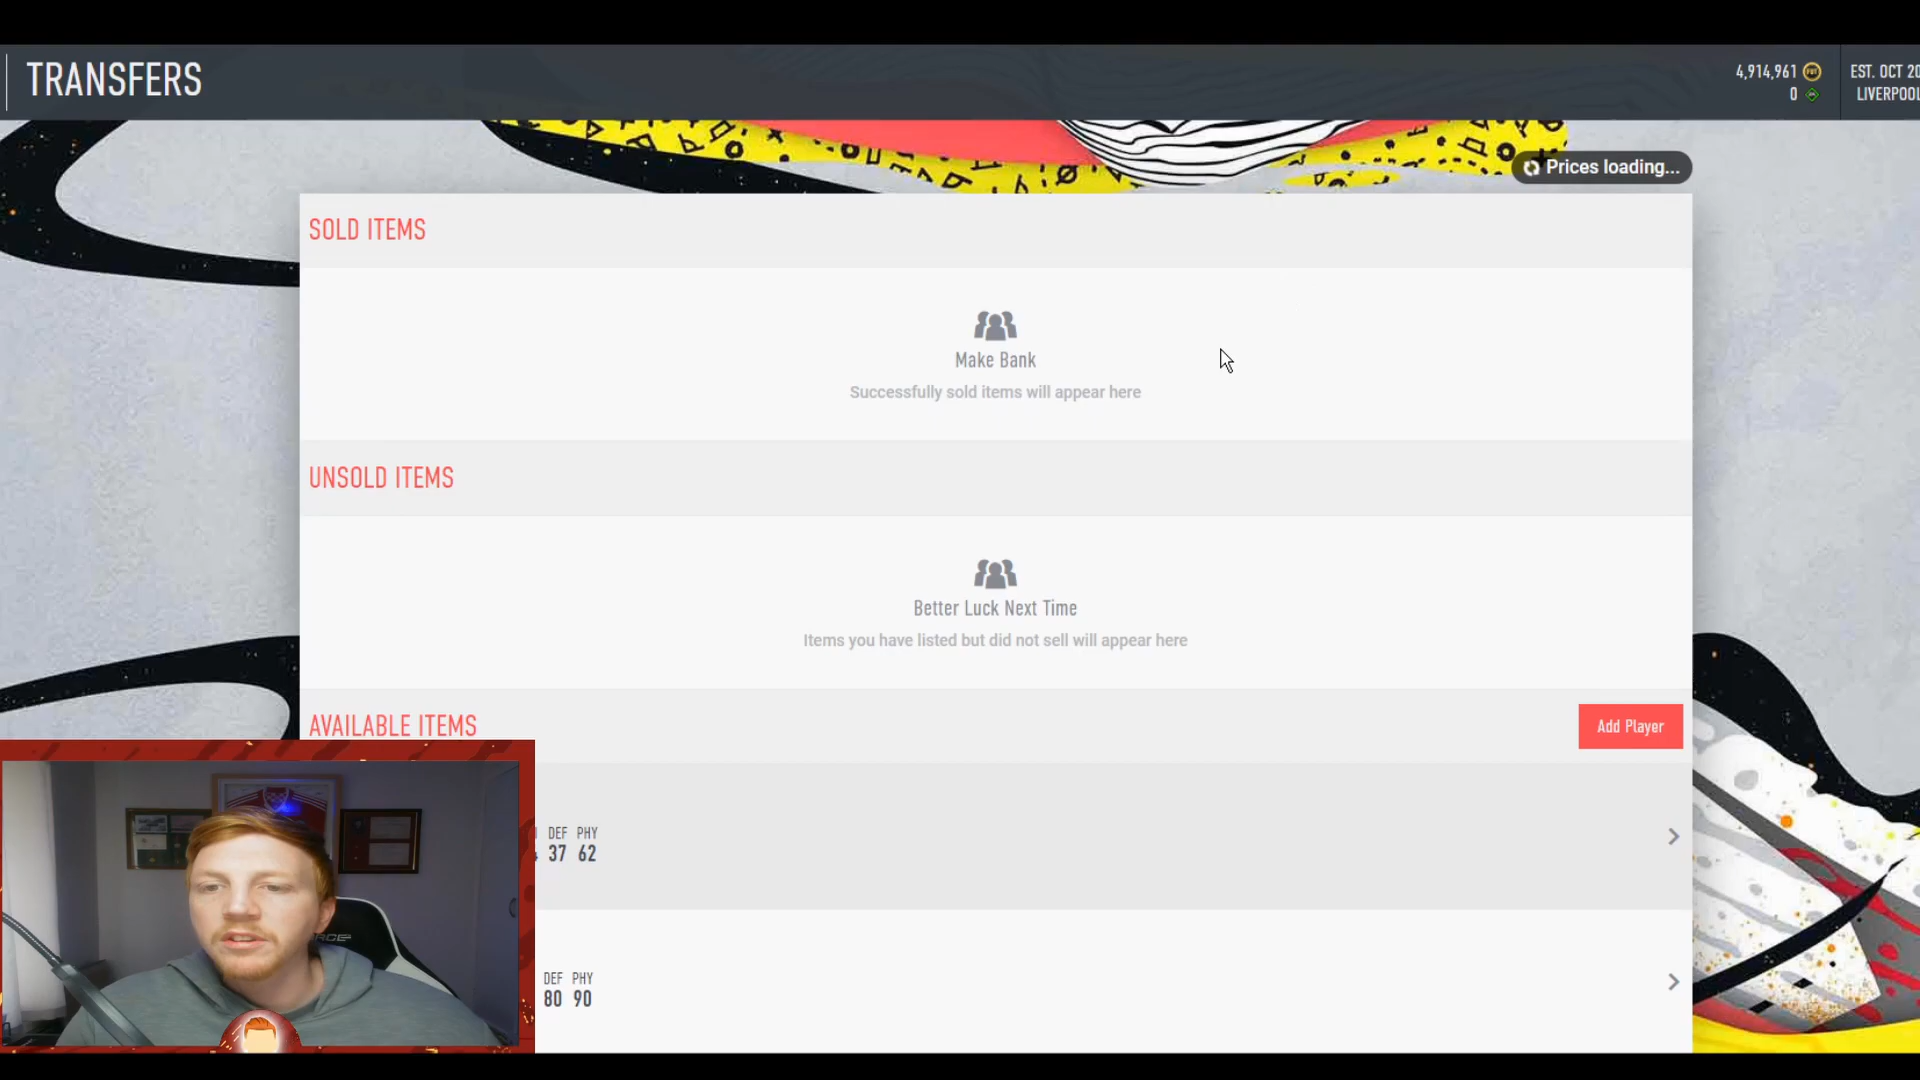 TRANSFERS
4,914,961
0
EST. OCT 20
LIVERPOOL
Prices loading...
SOLD ITEMS
Make Bank
Successfully sold items will appear here
UNSOLD ITEMS
Better Luck Next Time
Items you have listed but did not sell will appear here
AVAILABLE ITEMS
Add Player
DEF PHY
37 62
DEF PHY
80 90